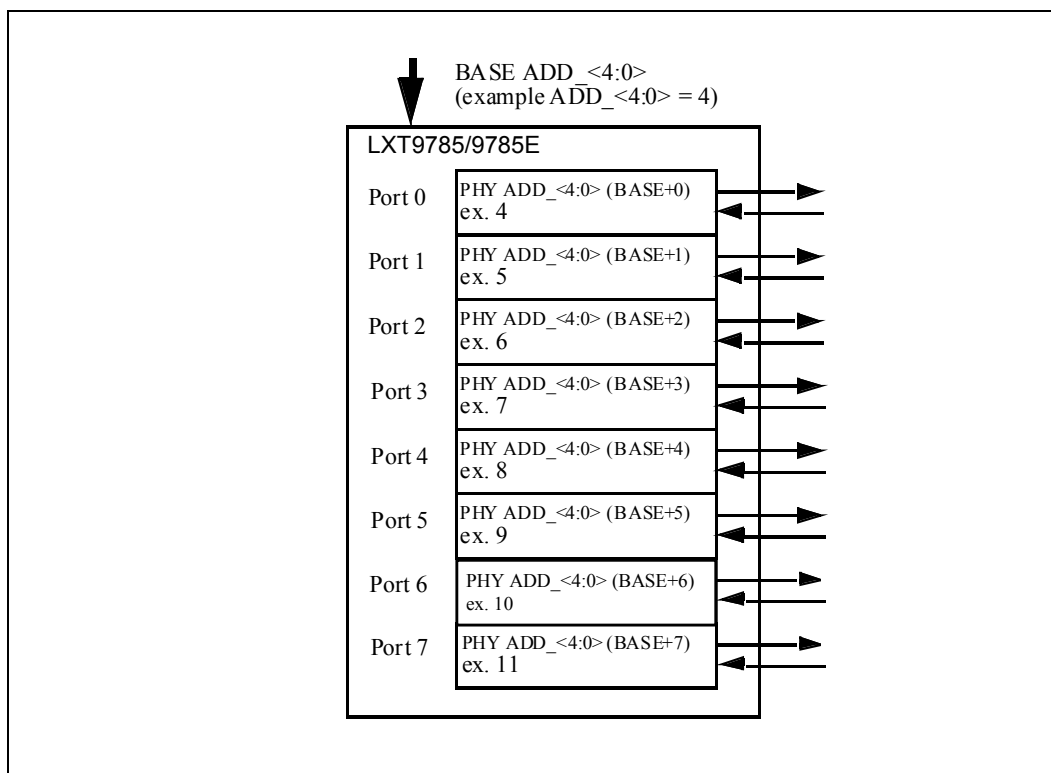 BASE ADD_<4:0>
(example ADD_<4:0> = 4)
LXT9785/9785E
Port 0
PHY ADD_<4:0> (BASE+0)
ex. 4
Port 1
PHY ADD_<4:0> (BASE+1)
ex. 5
Port 2
PHY ADD_<4:0> (BASE+2)
ex. 6
Port 3
PHY ADD_<4:0> (BASE+3)
ex. 7
Port 4
PHY ADD_<4:0> (BASE+4)
ex. 8
Port 5
PHY ADD_<4:0> (BASE+5)
ex. 9
Port 6
PHY ADD_<4:0> (BASE+6)
ex. 10
Port 7
PHY ADD_<4:0> (BASE+7)
ex. 11